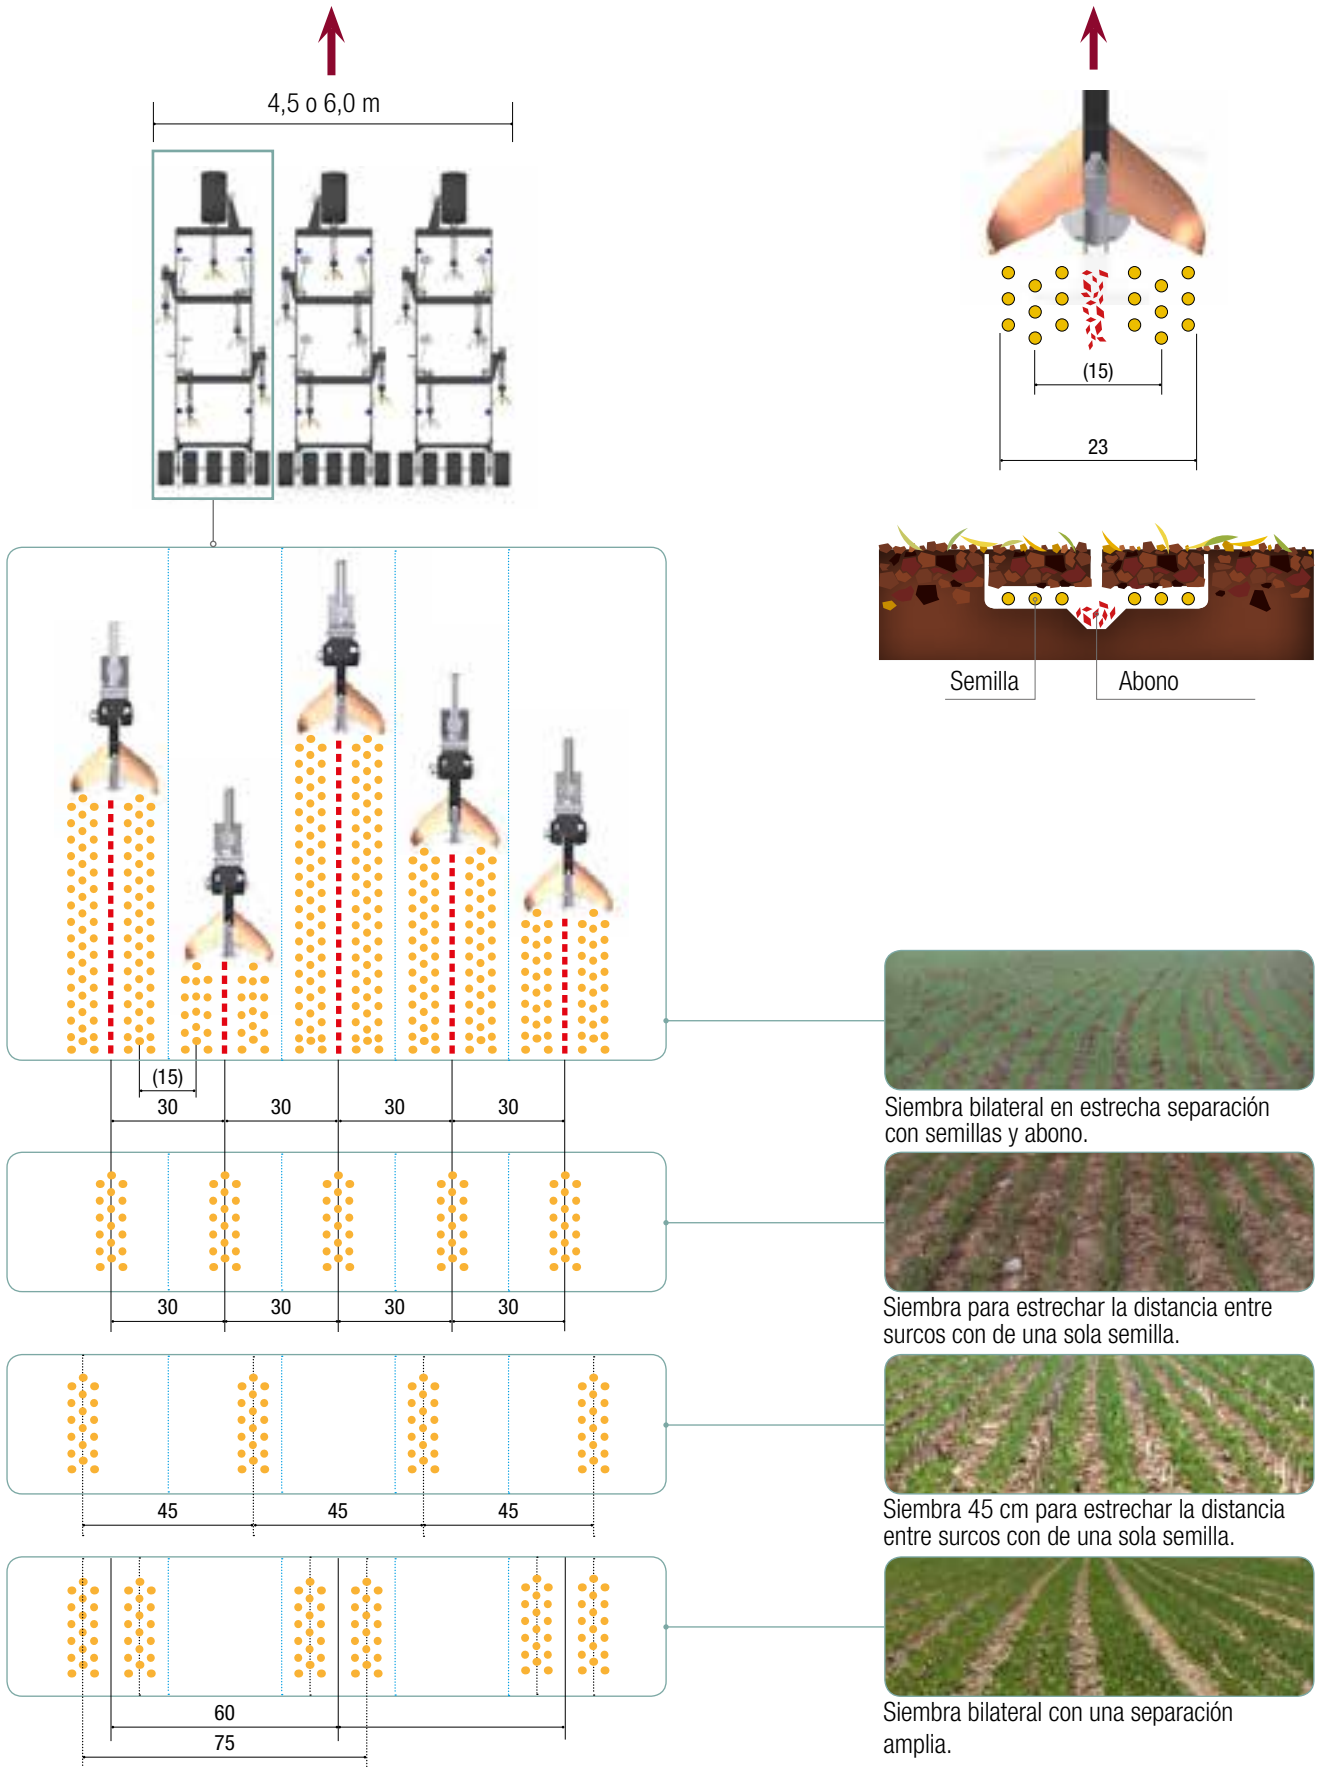 4,5 o 6,0 m
(15)
23
Semilla
Abono
(15)
30
30
30
30
Siembra bilateral en estrecha separación
con semillas y abono.
30
30
30
30
Siembra para estrechar la distancia entre
surcos con de una sola semilla.
45
45
45
Siembra 45 cm para estrechar la distancia
entre surcos con de una sola semilla.
60
75
Siembra bilateral con una separación
amplia.